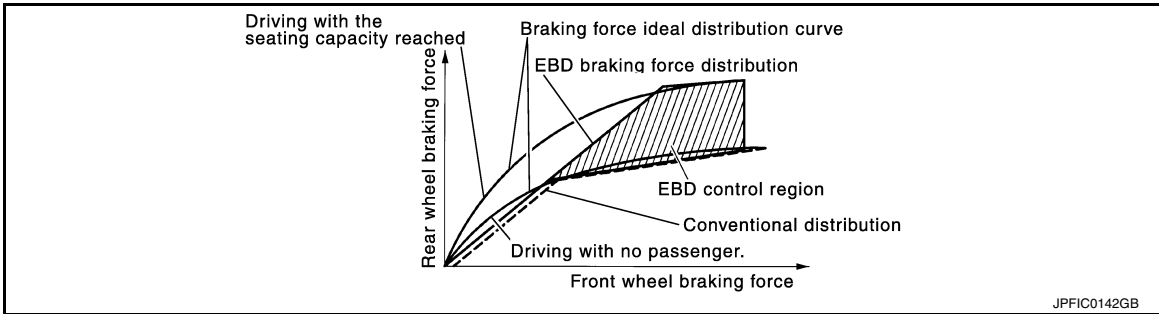 Driving with the
seating capacity reached
Braking force ideal distribution curve
EBD braking force distribution
Rear wheel braking force
EBD control region
Conventional distribution
Driving with no passenger.
Front wheel braking force
JPFIC0142GB